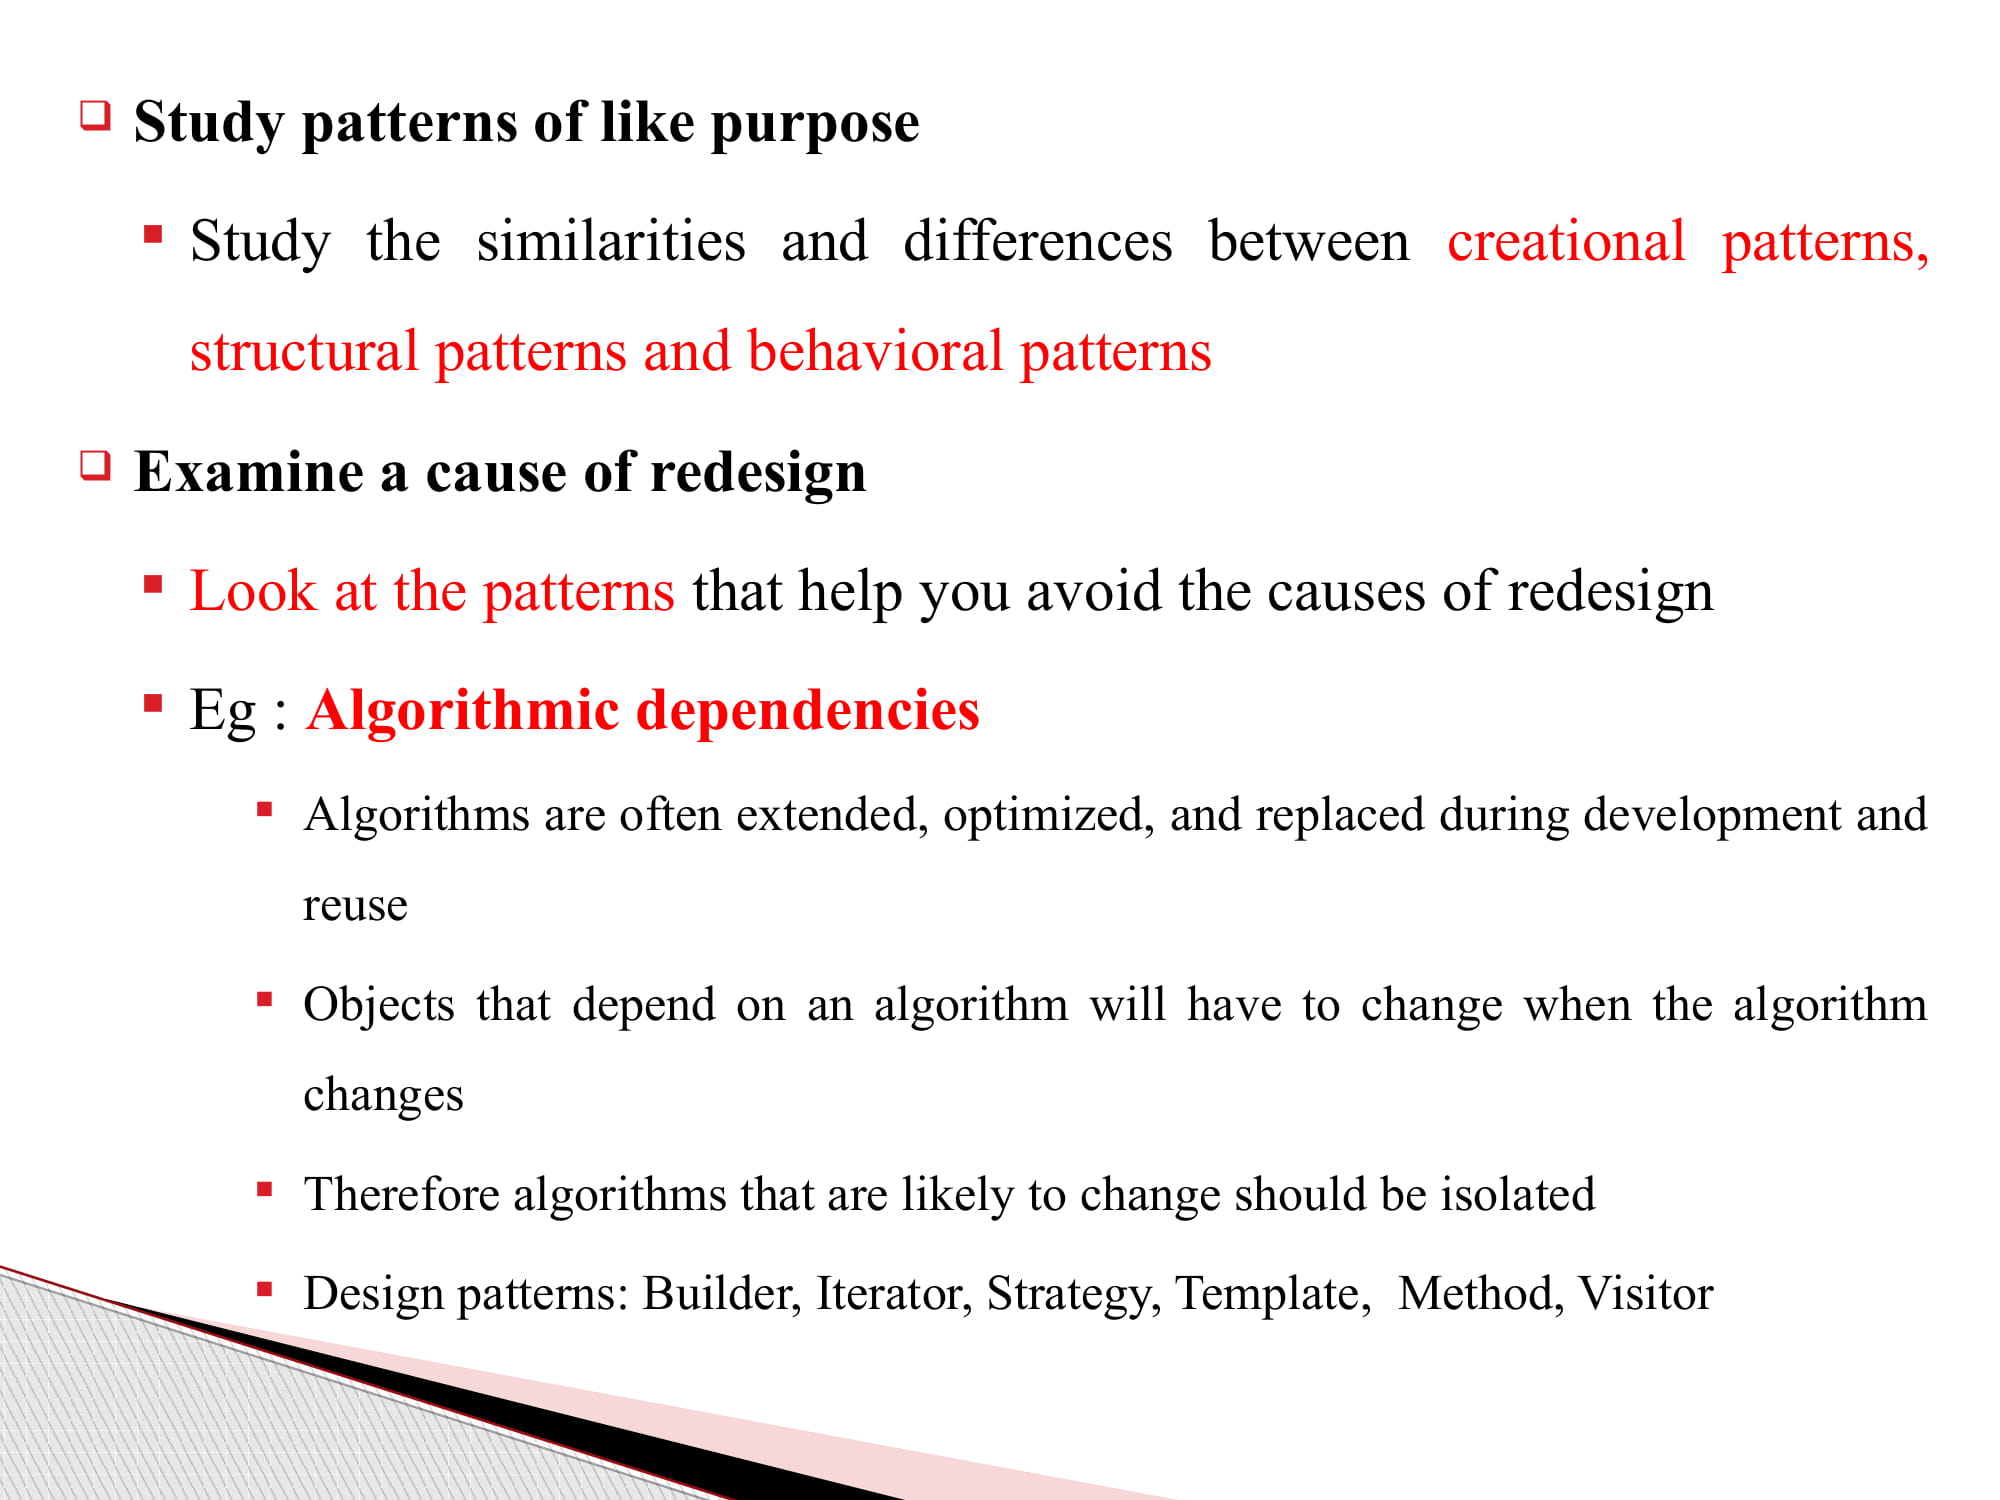 Study patterns of like purpose
Study the similarities and differences between creational patterns,
structural patterns and behavioral patterns
Examine a cause of redesign
Look at the patterns that help you avoid the causes of redesign
Eg : Algorithmic dependencies
Algorithms are often extended, optimized, and replaced during development and
reuse
Objects that depend on an algorithm will have to change when the algorithm
changes
Therefore algorithms that are likely to change should be isolated
Design patterns: Builder, Iterator, Strategy, Template,  Method, Visitor